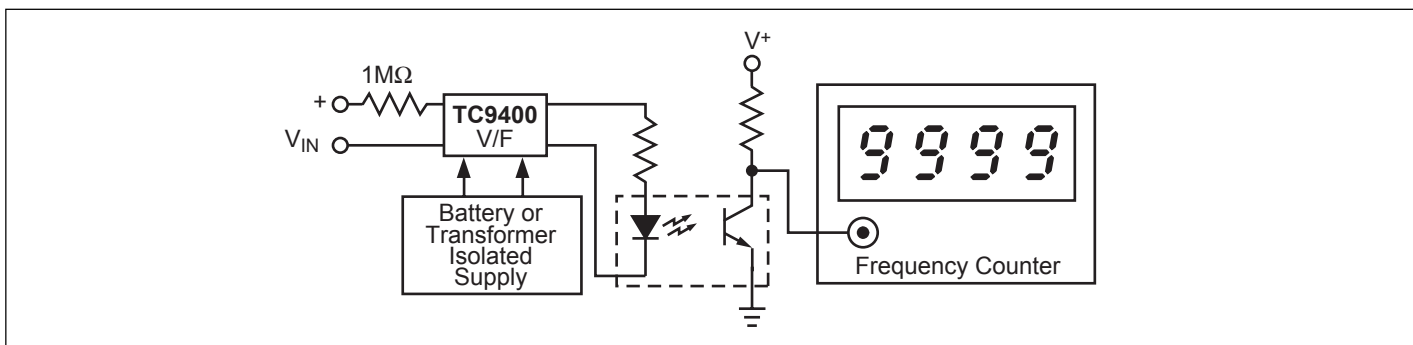 1MΩ
+
VIN
TC9400
V/F
Battery or
Transformer
Isolated
Supply
V+
9999
Frequency Counter